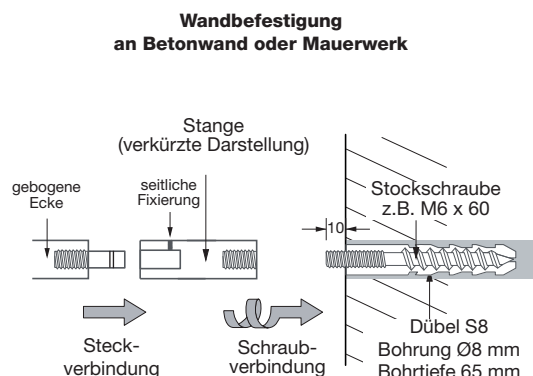 Wandbefestigung
an Betonwand oder Mauerwerk
Stange
(verkürzte Darstellung)
gebogene
Ecke
seitliche
Fixierung
Stockschraube
z.B. M6 x 60
10
Steck-
verbindung
Schraub-
verbindung
Dübel S8
Bohrung Ø8 mm
Bohrtiefe 65 mm